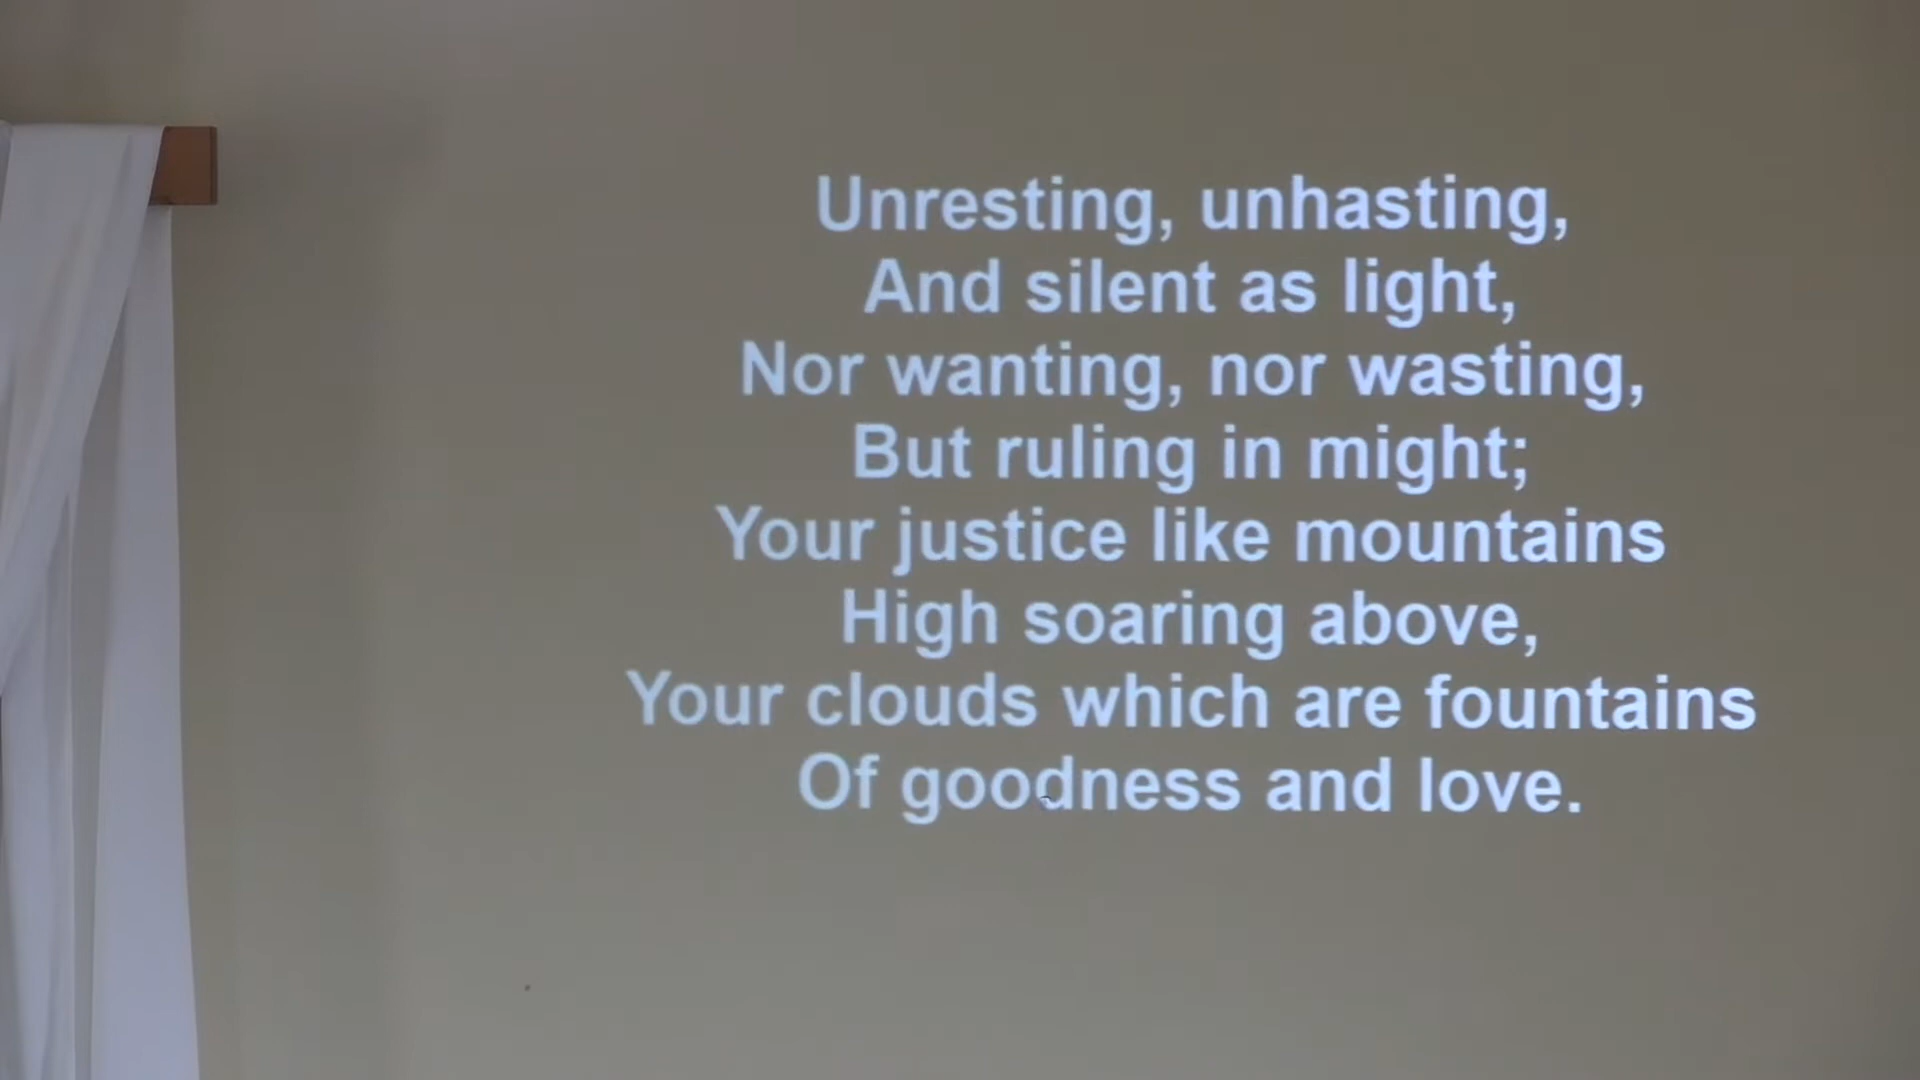 Unresting, unhasting,
And silent as light,
Nor wanting, nor wasting,
But ruling in might;
Your justice like mountains
High soaring above,
Your clouds which are fountains
Of goodness and love.